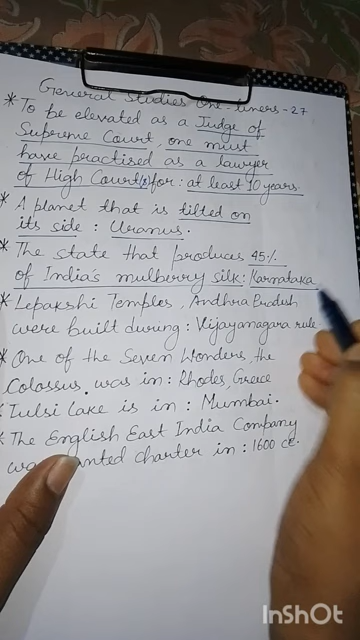 General Studies One-liners-27
* To be elevated as a Judge of
Supreme Court, one must
have practised as a lawyer
of High Court(s) for: at least 10 years.
* A planet that is tilted on
its side : Uranus.
* The state that produces 45%
of India's mulberry silk: Karnataka
* Lepakshi Temples, Andhra Pradesh
were built during: Vijayanagara rule
* One of the Seven Wonders, the
Colossus was in: Rhodes, Greece
* Tulsi Lake is in : Mumbai.
* The English East India Company
was granted charter in: 1600 CE.
InShOt